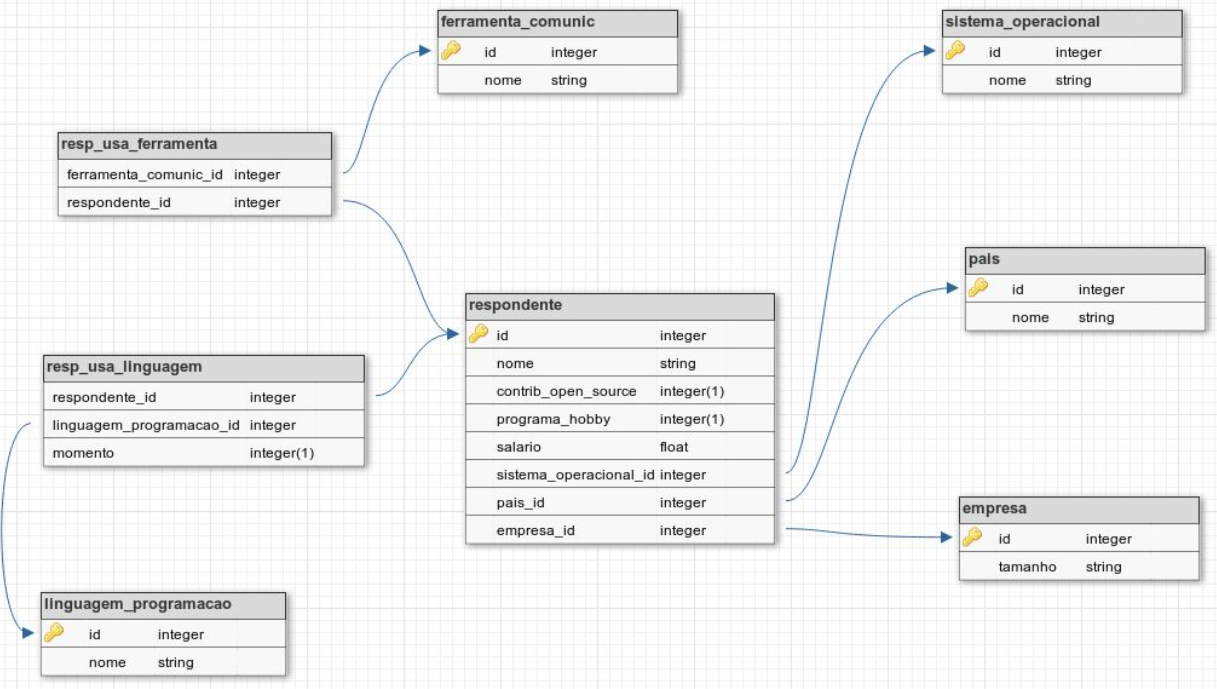 ferramenta_comunic
id integer
nome string
sistema_operacional
id integer
nome string
resp_usa_ferramenta
ferramenta_comunic_id integer
respondente_id integer
pais
id integer
nome string
respondente
id integer
nome string
contrib_open_source integer(1)
programa_hobby integer(1)
salario float
sistema_operacional_id integer
pais_id integer
empresa_id integer
resp_usa_linguagem
respondente_id integer
linguagem_programacao_id integer
momento integer(1)
empresa
id integer
tamanho string
linguagem_programacao
id integer
nome string